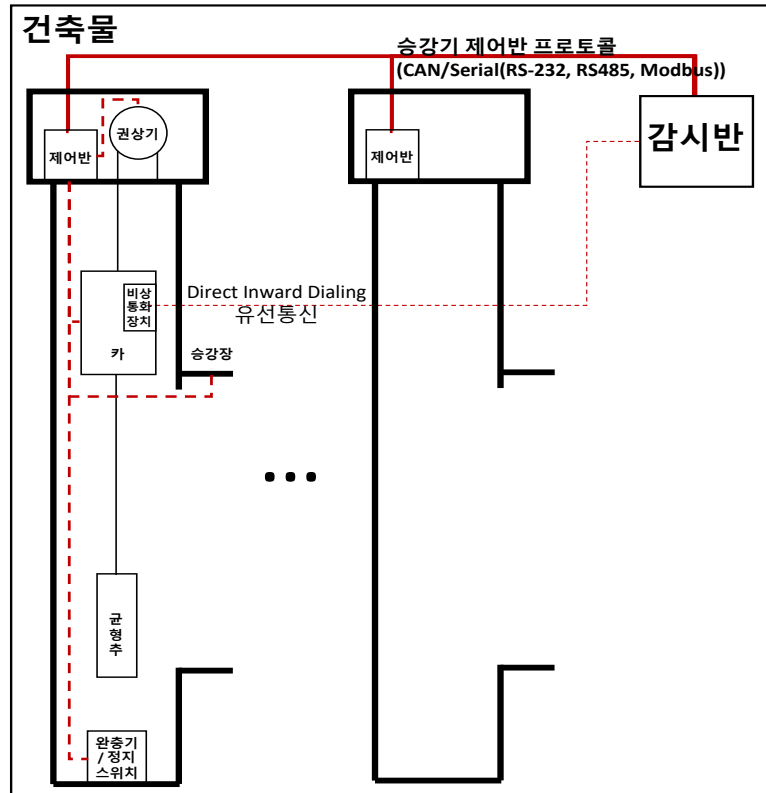 건축물
승강기 제어반 프로토콜
(CAN/Serial(RS-232, RS485, Modbus))
제어반
권상기
제어반
감시반
비상
통화
장치
카
Direct Inward Dialing
유선통신
승강장
...
균
형
추
완충기
/ 정지
스위치